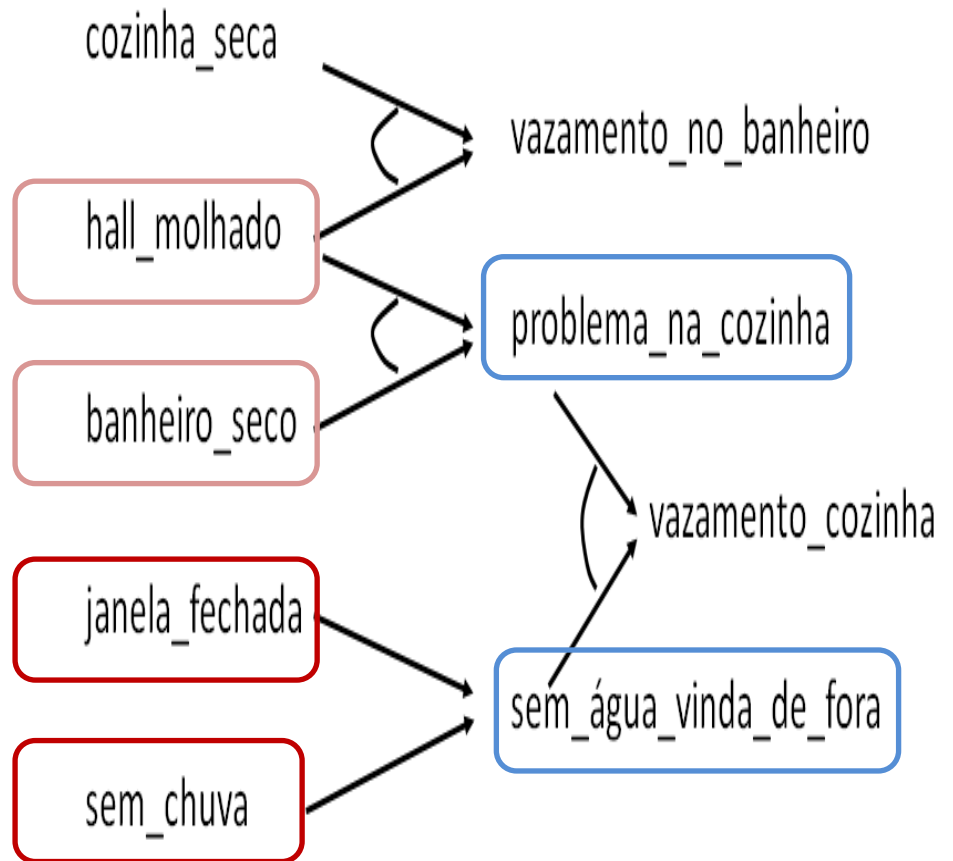 cozinha_seca
vazamento_no_banheiro
hall_molhado
problema_na_cozinha
banheiro_seco
vazamento_cozinha
janela_fechada
sem_água_vinda_de_fora
sem_chuva